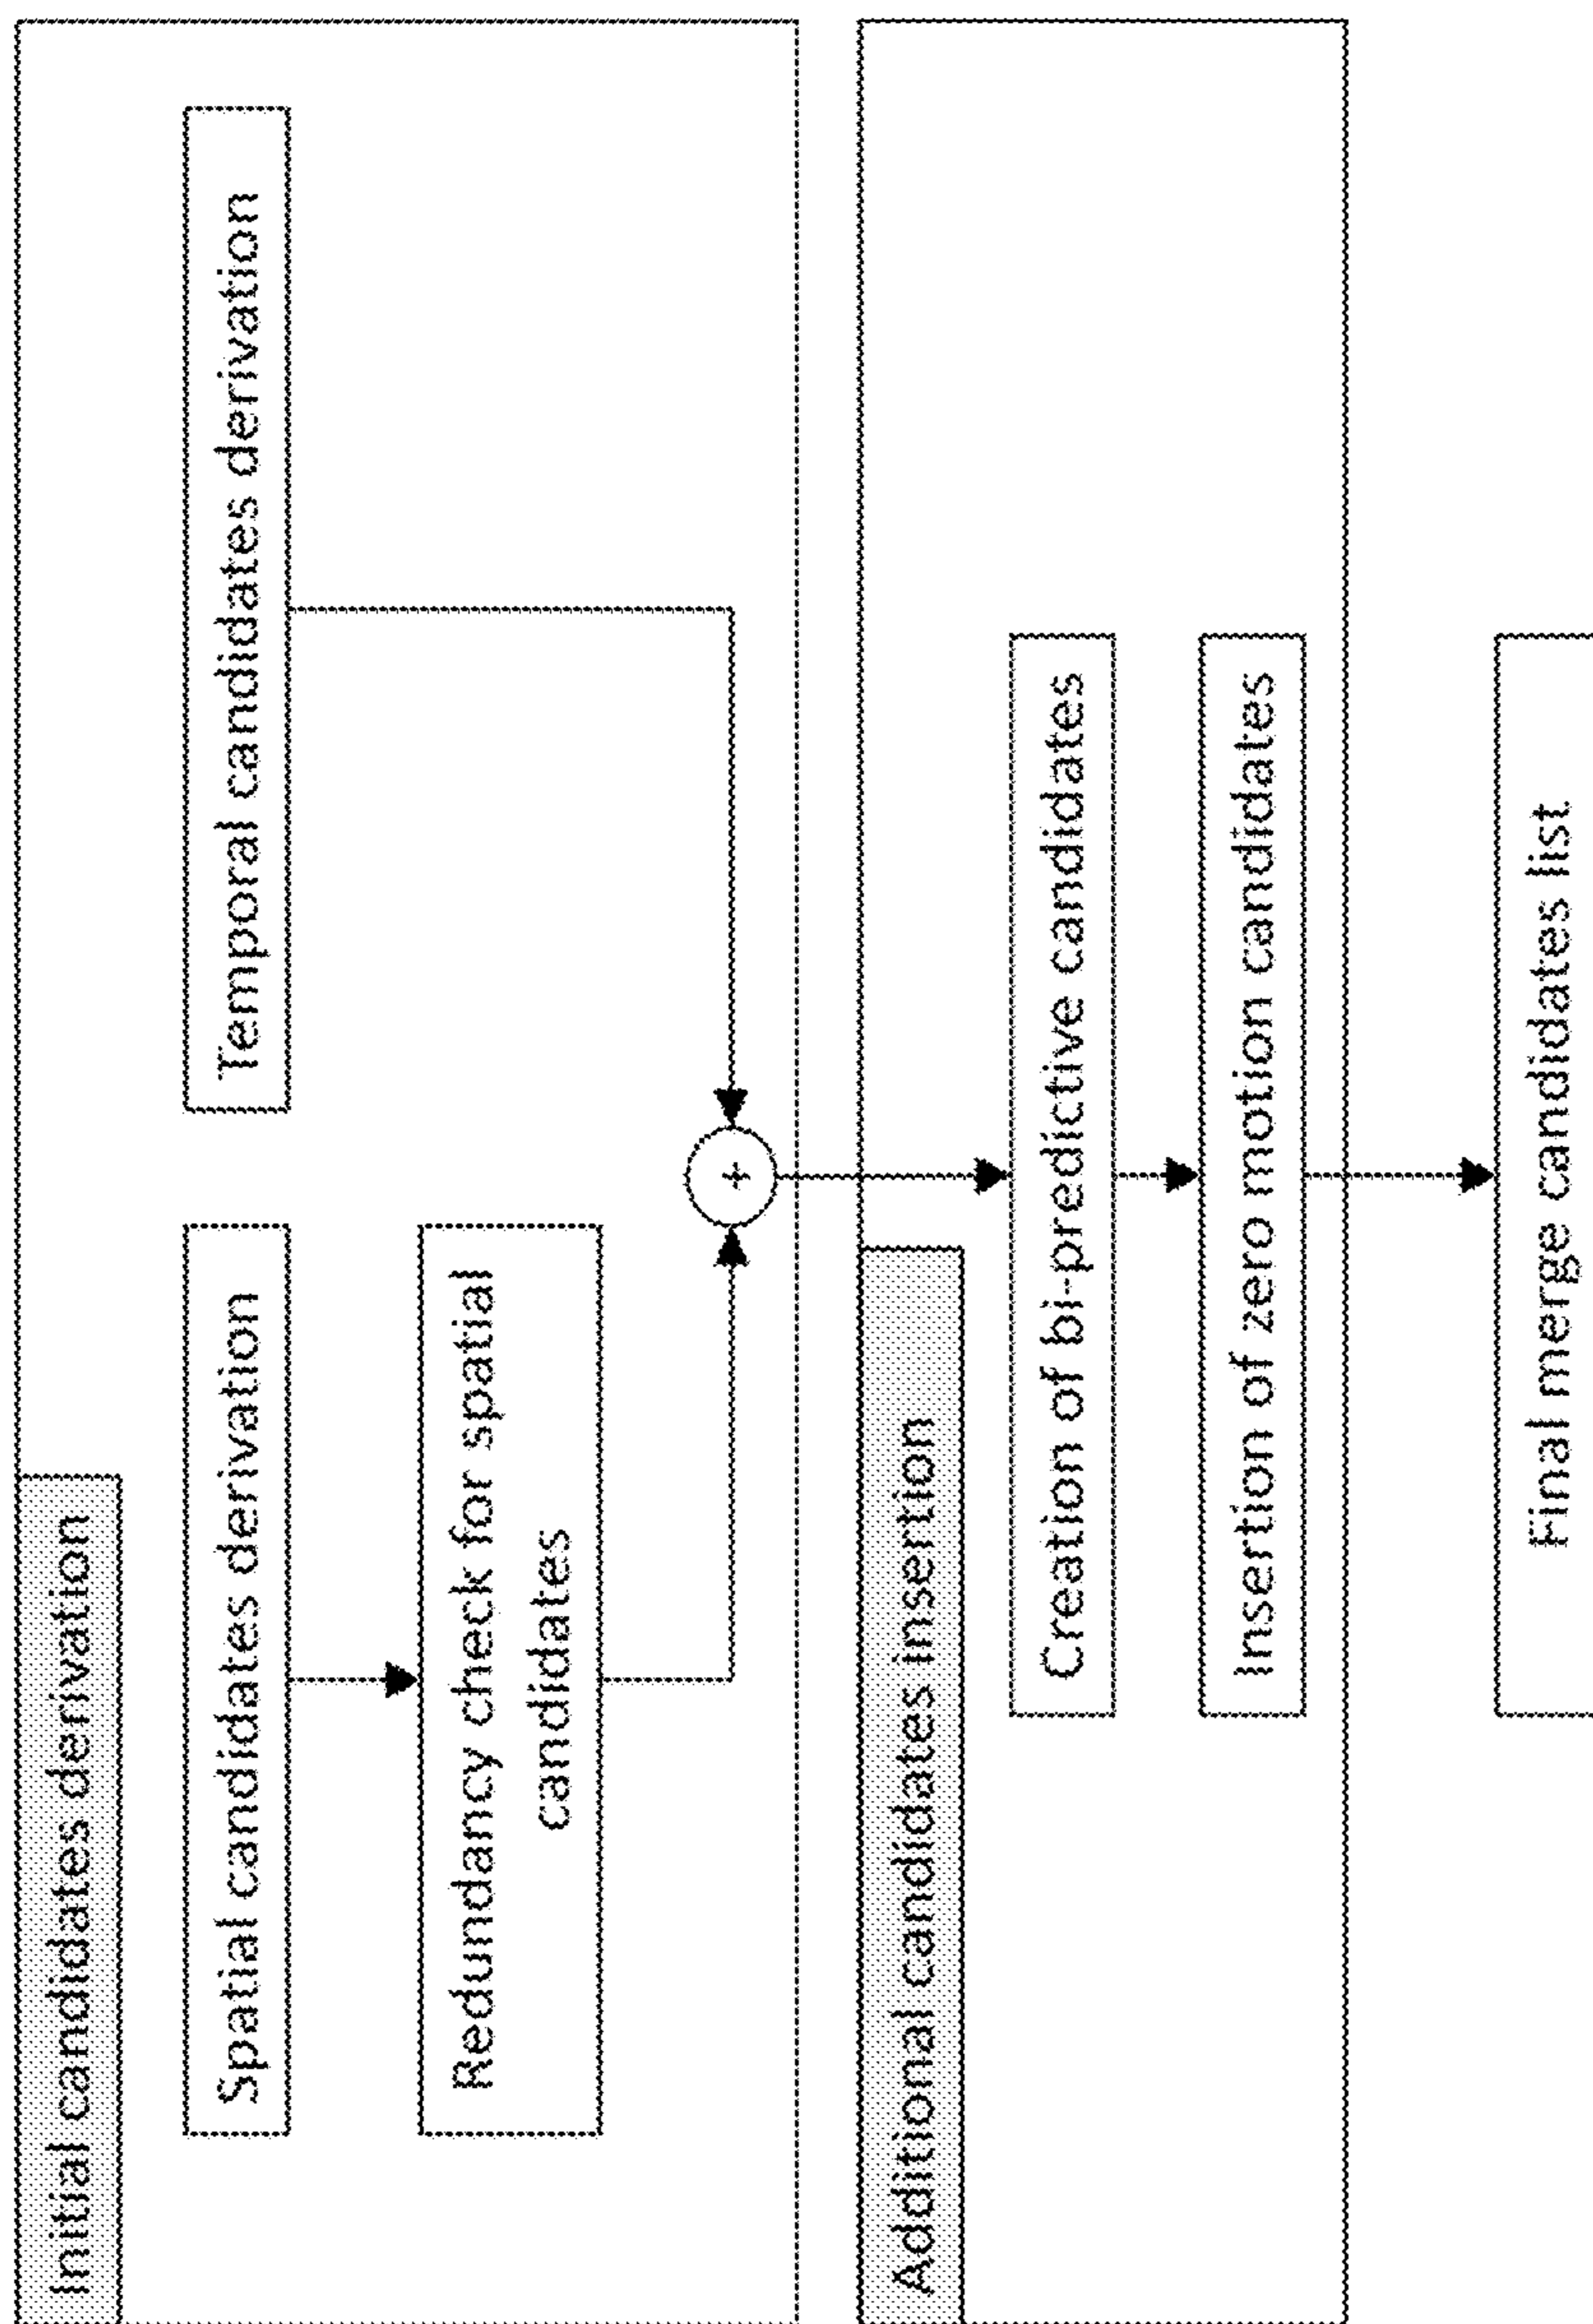 Initial candidates derivation
Spatial candidates derivation
Temporal candidates derivation
Redundancy check for spatial
candidates
+
Additional candidates insertion
Creation of bi-predictive candidates
Insertion of zero motion candidates
Final merge candidates list